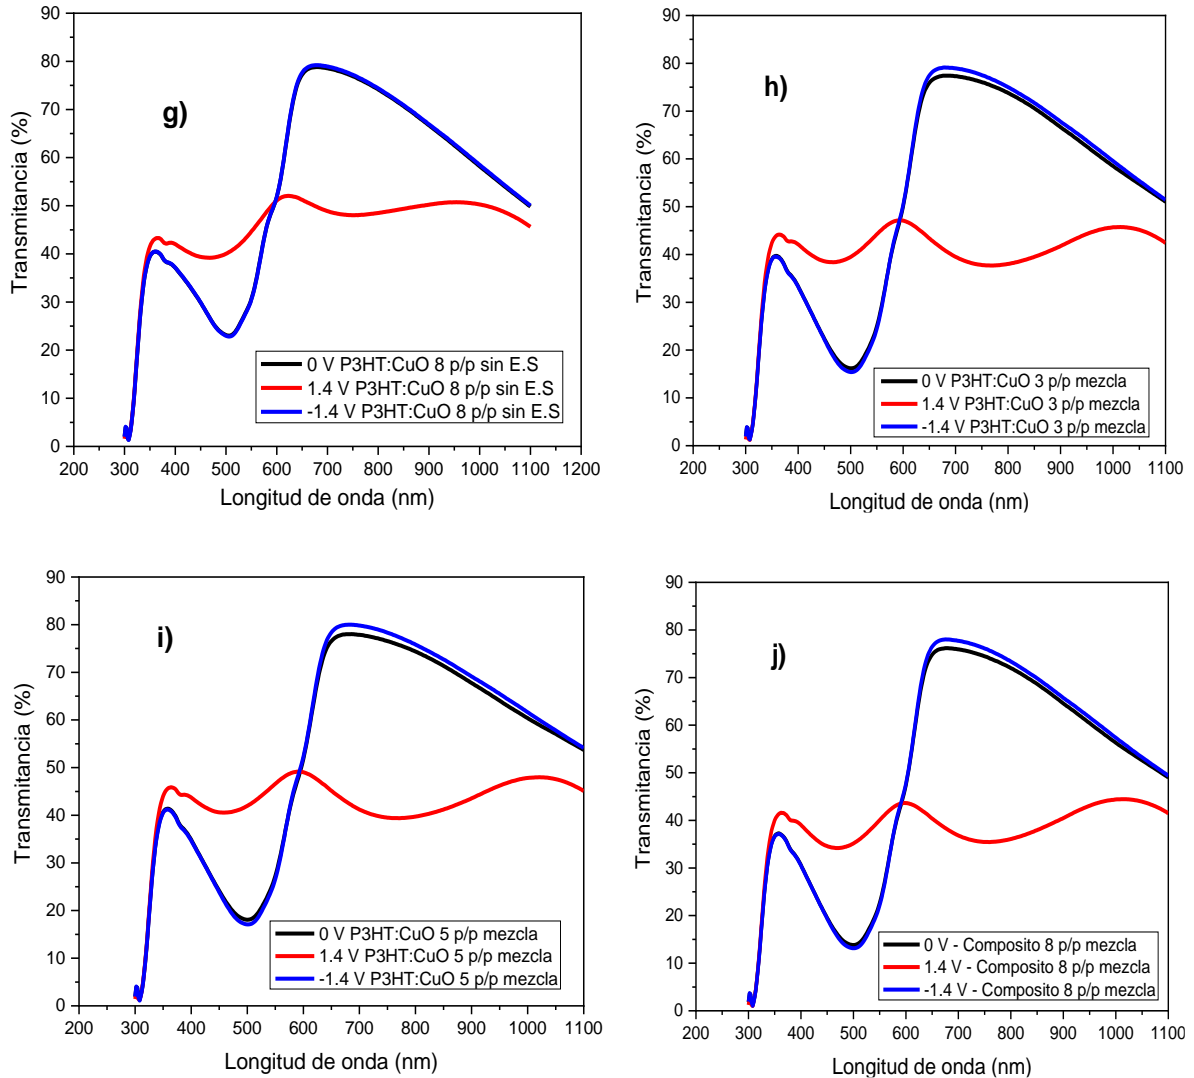 g)
90
80
70
60
50
40
30
20
10
0
Transmitancia (%)
0 V P3HT:CuO 8 p/p sin E.S
1.4 V P3HT:CuO 8 p/p sin E.S
-1.4 V P3HT:CuO 8 p/p sin E.S
200 300 400 500 600 700 800 900 1000 1100 1200
Longitud de onda (nm)
h)
90
80
70
60
50
40
30
20
10
0
Transmitancia (%)
0 V P3HT:CuO 3 p/p mezcla
1.4 V P3HT:CuO 3 p/p mezcla
-1.4 V P3HT:CuO 3 p/p mezcla
200 300 400 500 600 700 800 900 1000 1100
Longitud de onda (nm)
i)
90
80
70
60
50
40
30
20
10
0
Transmitancia (%)
0 V P3HT:CuO 5 p/p mezcla
1.4 V P3HT:CuO 5 p/p mezcla
-1.4 V P3HT:CuO 5 p/p mezcla
200 300 400 500 600 700 800 900 1000 1100
Longitud de onda (nm)
j)
90
80
70
60
50
40
30
20
10
0
Transmitancia (%)
0 V - Composito 8 p/p mezcla
1.4 V - Composito 8 p/p mezcla
-1.4 V - Composito 8 p/p mezcla
200 300 400 500 600 700 800 900 1000 1100
Longitud de onda (nm)